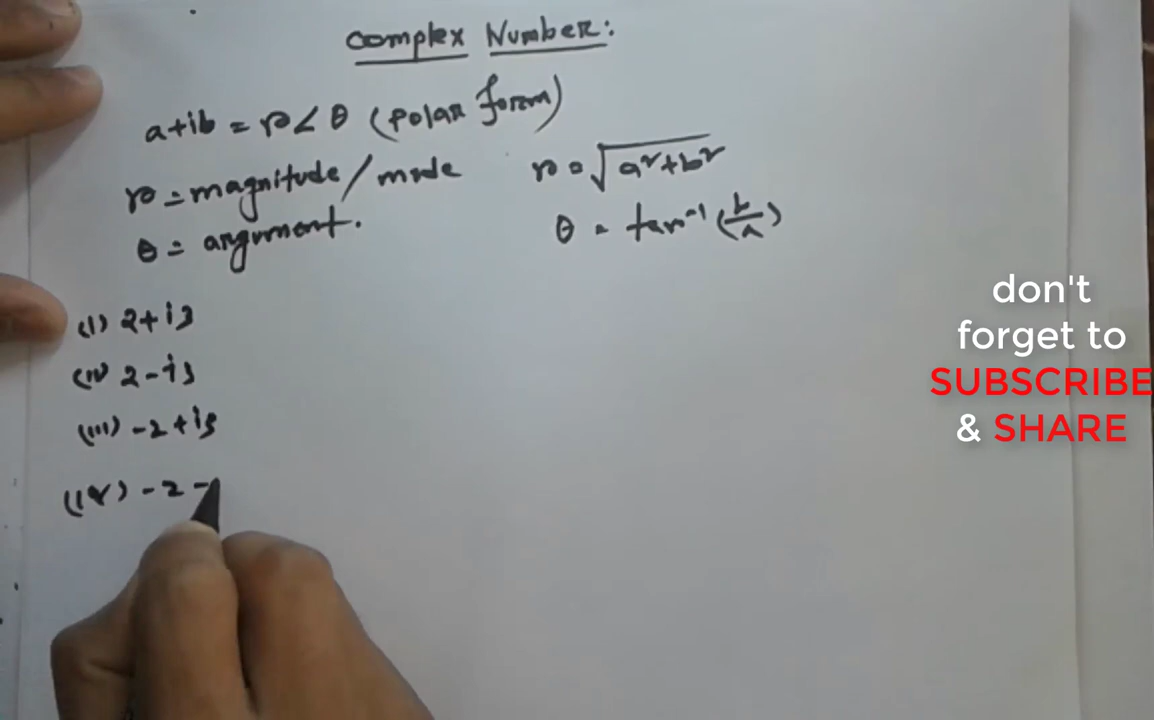 Complex Number:
a+ib = r∠θ (Polar form)
r = magnitude/mode
r = √a²+b²
θ = argument.
θ = tan⁻¹(b/a)
(i) 2+i3
(ii) 2-i3
(iii) -2+i3
(iv) -2-
don't
forget to
SUBSCRIBE
& SHARE